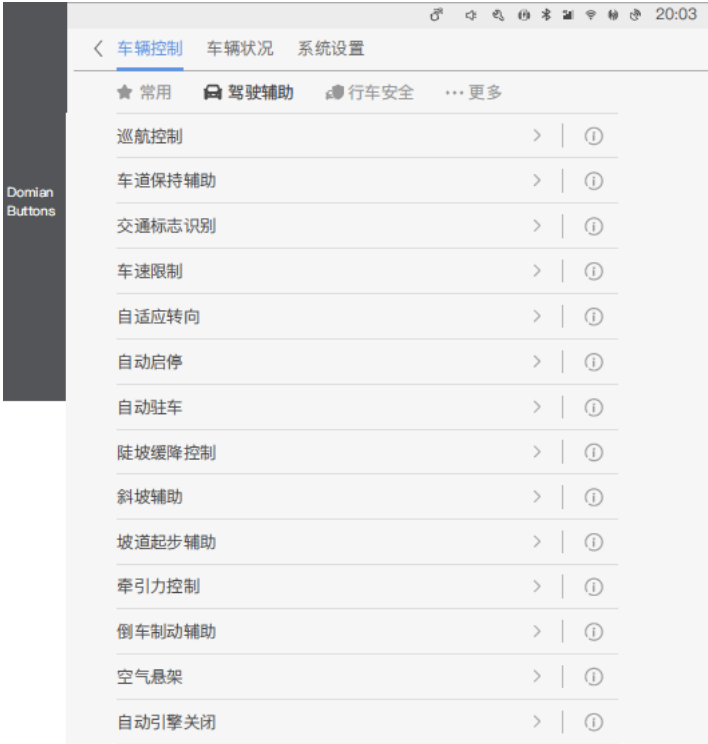 20:03
车辆控制 车辆状况 系统设置
常用 驾驶辅助 行车安全 更多
Domian
Buttons
巡航控制
车道保持辅助
交通标志识别
车速限制
自适应转向
自动启停
自动驻车
陡坡缓降控制
斜坡辅助
坡道起步辅助
牵引力控制
倒车制动辅助
空气悬架
自动引擎关闭